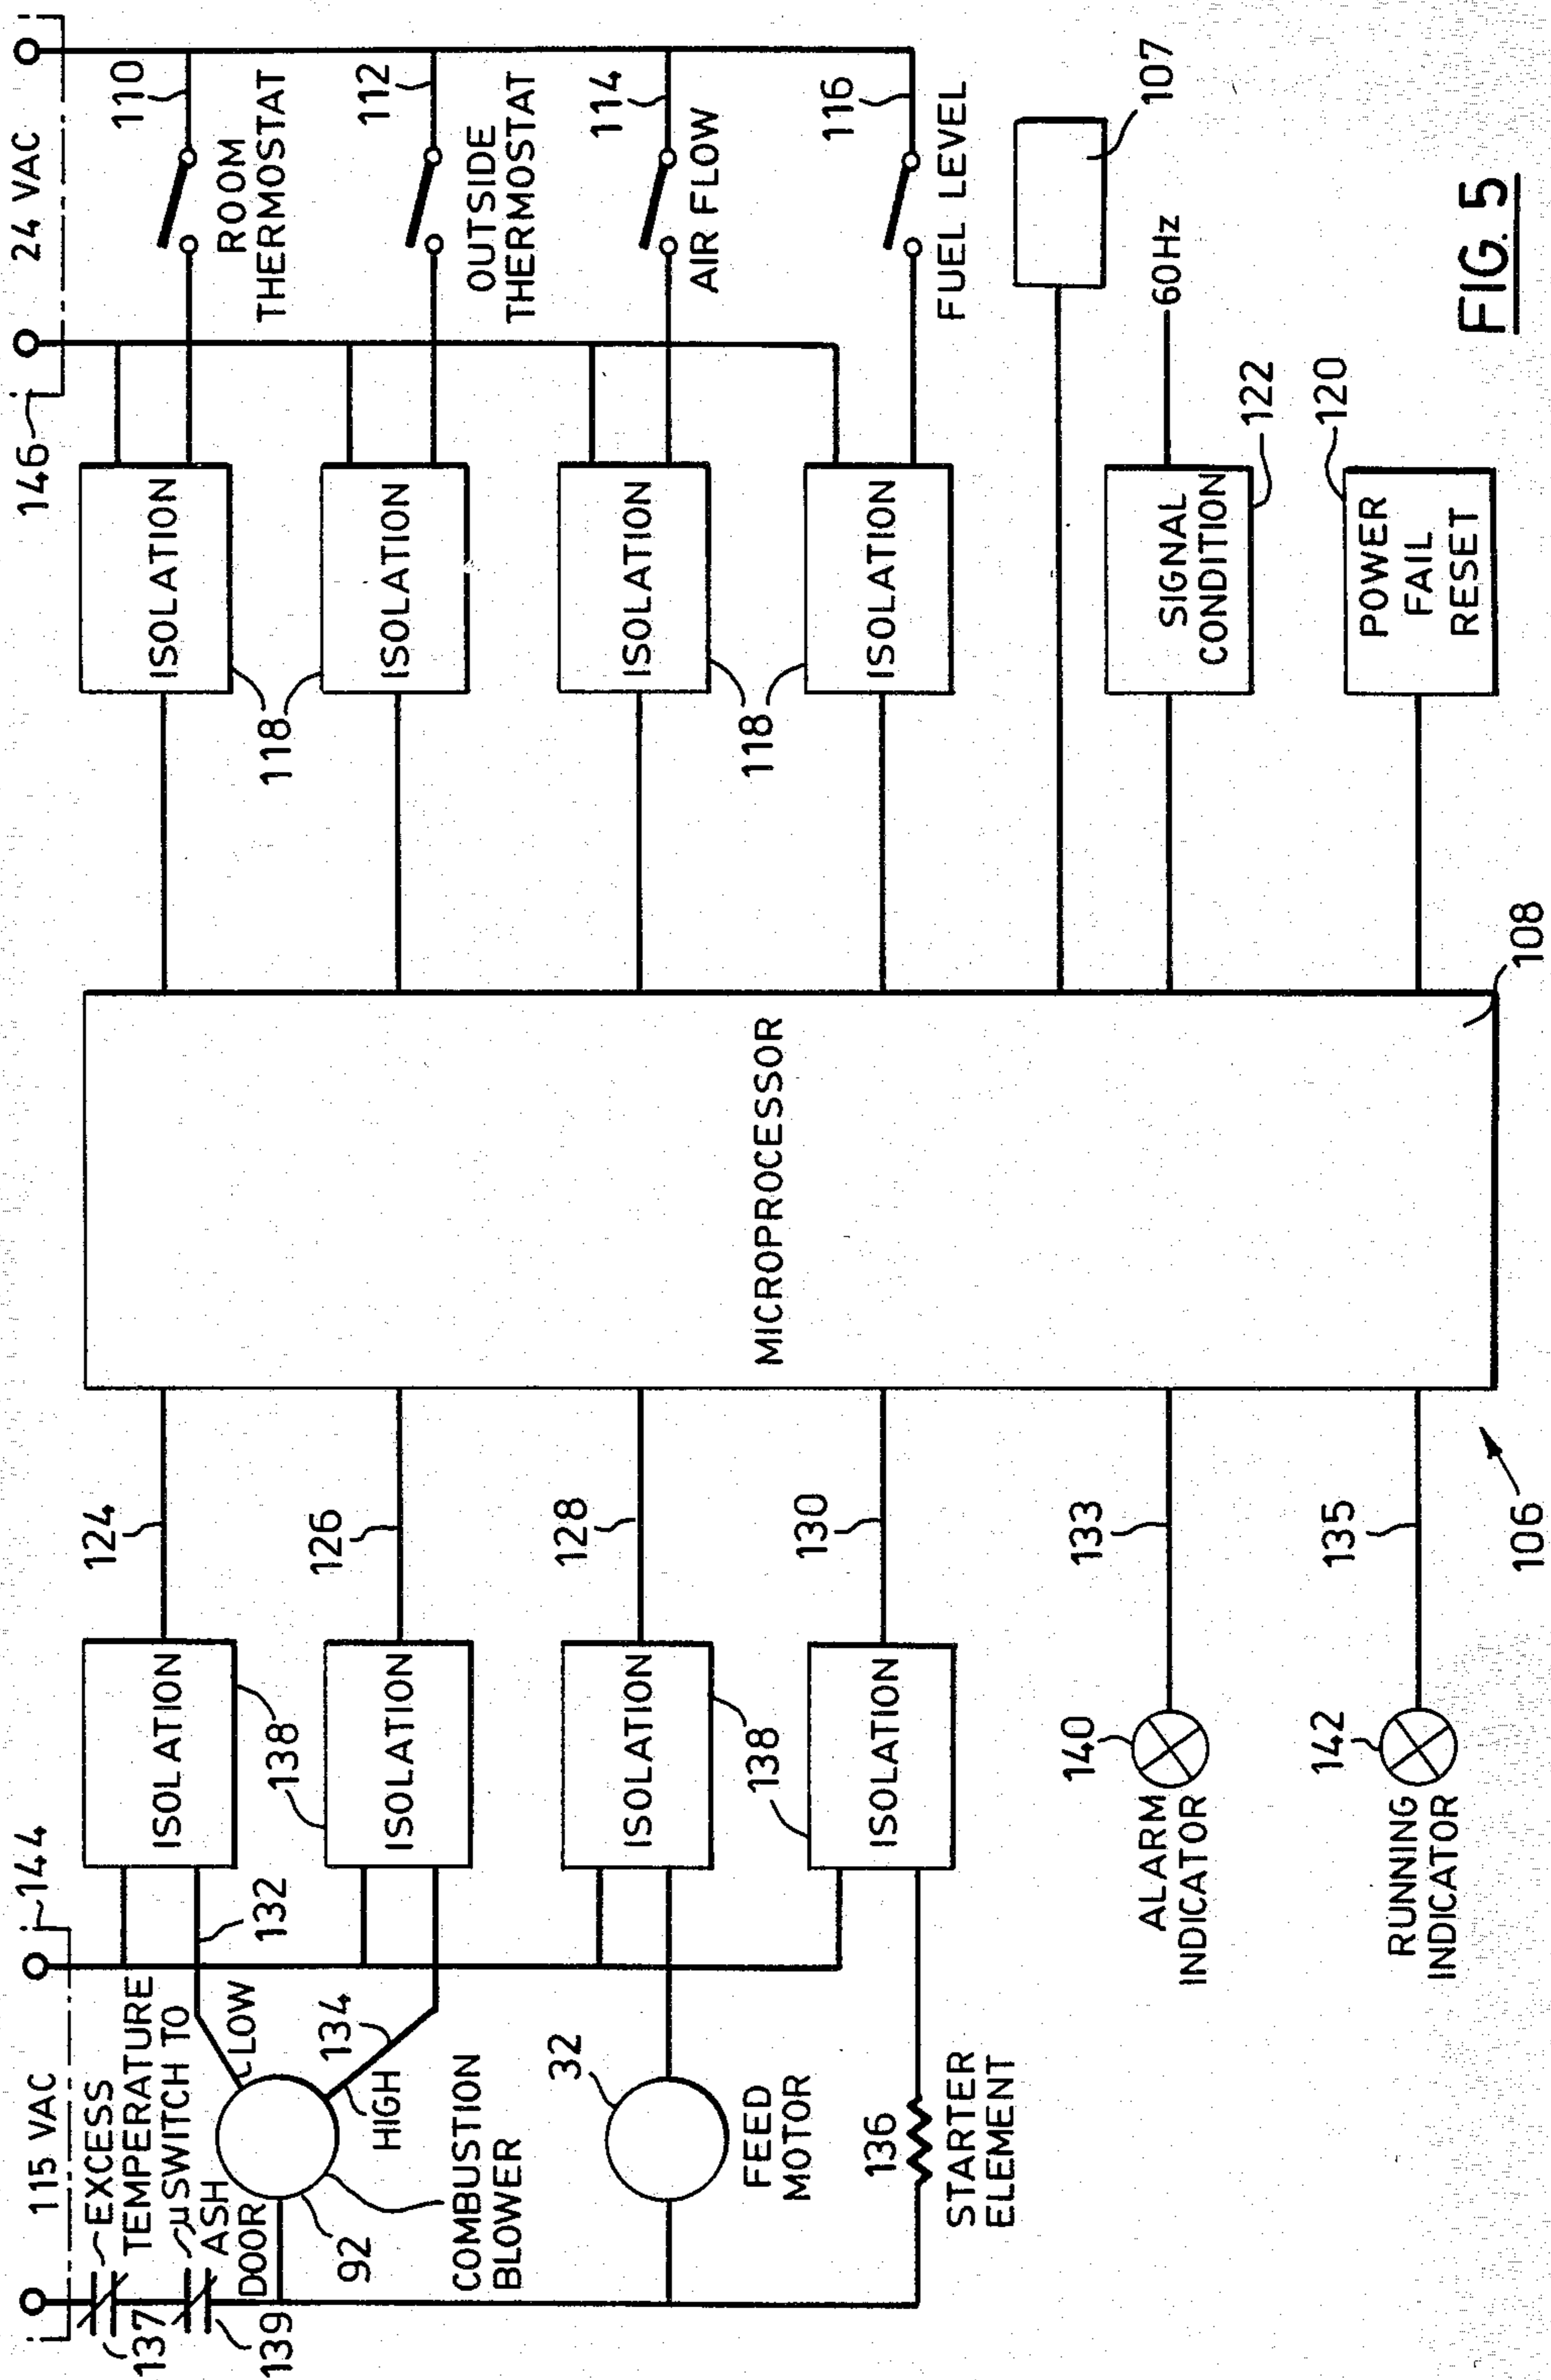 115 VAC
144
EXCESS
TEMPERATURE
137
µSWITCH TO
ASH
DOOR
139
LOW
132
HIGH
134
92
COMBUSTION
BLOWER
32
FEED
MOTOR
136
STARTER
ELEMENT
ISOLATION
138
ISOLATION
ISOLATION
138
ISOLATION
124
126
128
130
133
140
ALARM
INDICATOR
135
142
RUNNING
INDICATOR
106
MICROPROCESSOR
108
24 VAC
146
ISOLATION
118
ISOLATION
ISOLATION
118
ISOLATION
110
ROOM
THERMOSTAT
112
OUTSIDE
THERMOSTAT
114
AIR FLOW
116
FUEL LEVEL
107
60Hz
SIGNAL
CONDITION
122
POWER
FAIL
RESET
120
FIG. 5